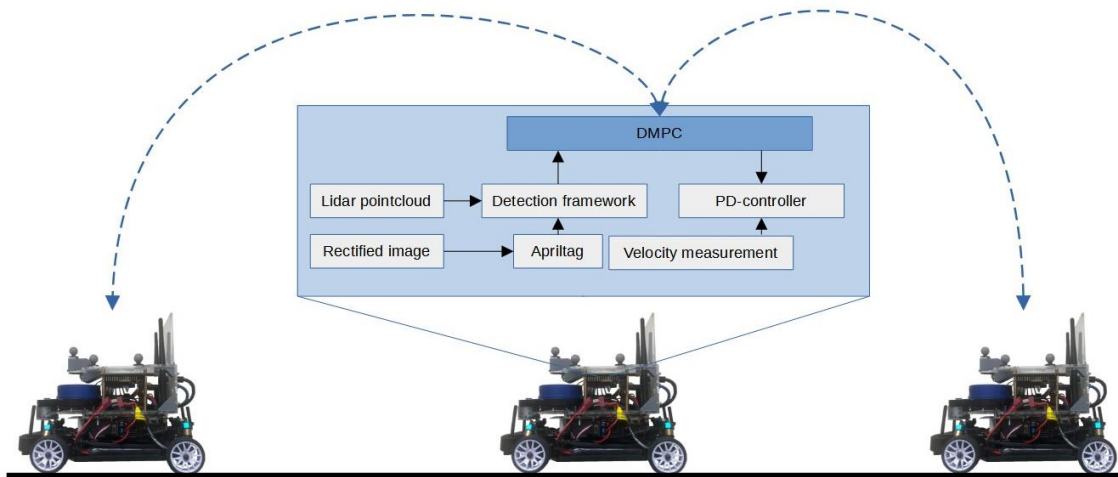 DMPC
Lidar pointcloud
Detection framework
PD-controller
Rectified image
Apriltag
Velocity measurement